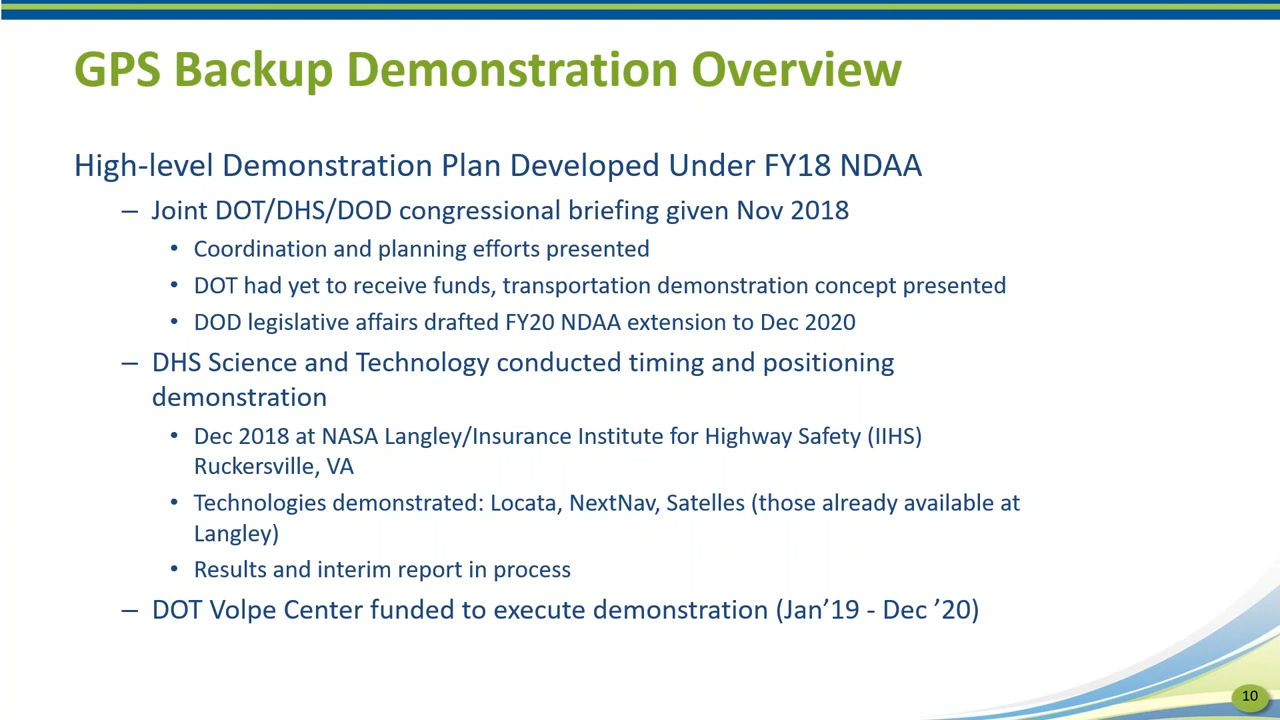 GPS Backup Demonstration Overview
High-level Demonstration Plan Developed Under FY18 NDAA
– Joint DOT/DHS/DOD congressional briefing given Nov 2018
• Coordination and planning efforts presented
• DOT had yet to receive funds, transportation demonstration concept presented
• DOD legislative affairs drafted FY20 NDAA extension to Dec 2020
– DHS Science and Technology conducted timing and positioning
demonstration
• Dec 2018 at NASA Langley/Insurance Institute for Highway Safety (IIHS)
Ruckersville, VA
• Technologies demonstrated: Locata, NextNav, Satelles (those already available at
Langley)
• Results and interim report in process
– DOT Volpe Center funded to execute demonstration (Jan’19 - Dec ’20)
10